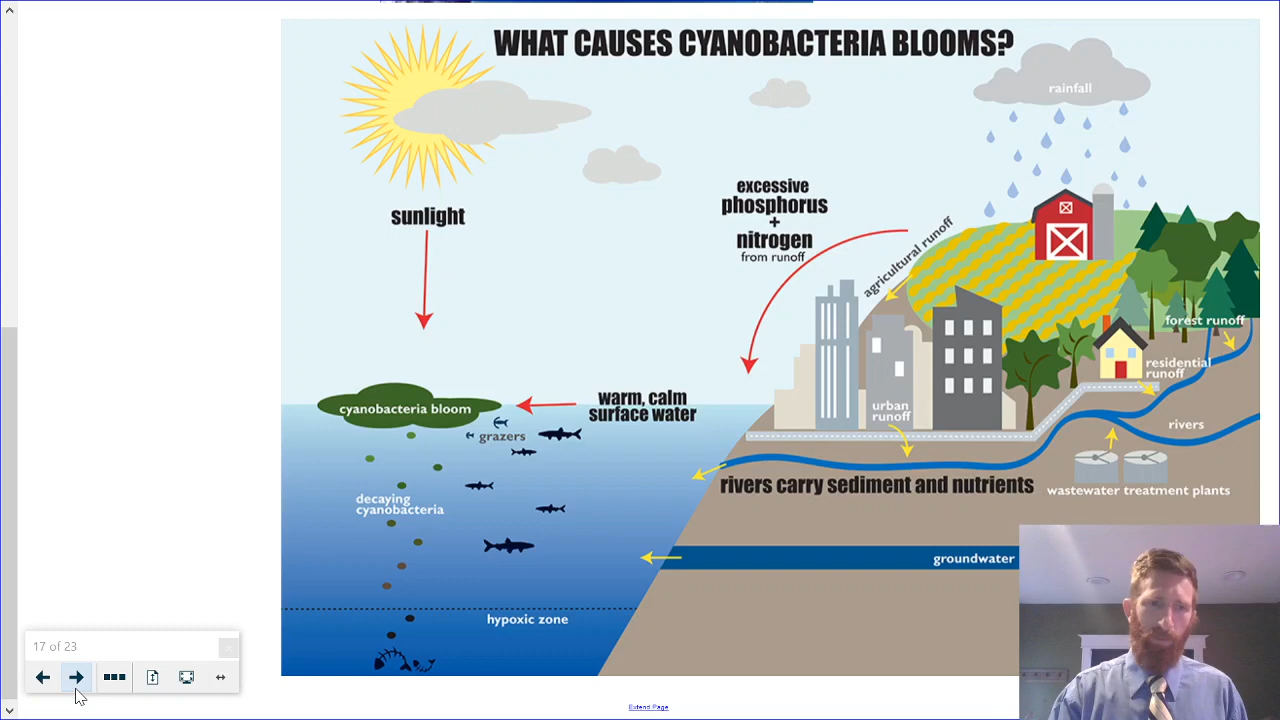 WHAT CAUSES CYANOBACTERIA BLOOMS?
rainfall
sunlight
excessive
phosphorus
+
nitrogen
from runoff
agricultural runoff
forest runoff
residential
runoff
cyanobacteria bloom
warm, calm
surface water
grazers
urban
runoff
rivers
decaying
cyanobacteria
rivers carry sediment and nutrients
wastewater treatment plants
groundwater
hypoxic zone
17 of 23
Extend Page